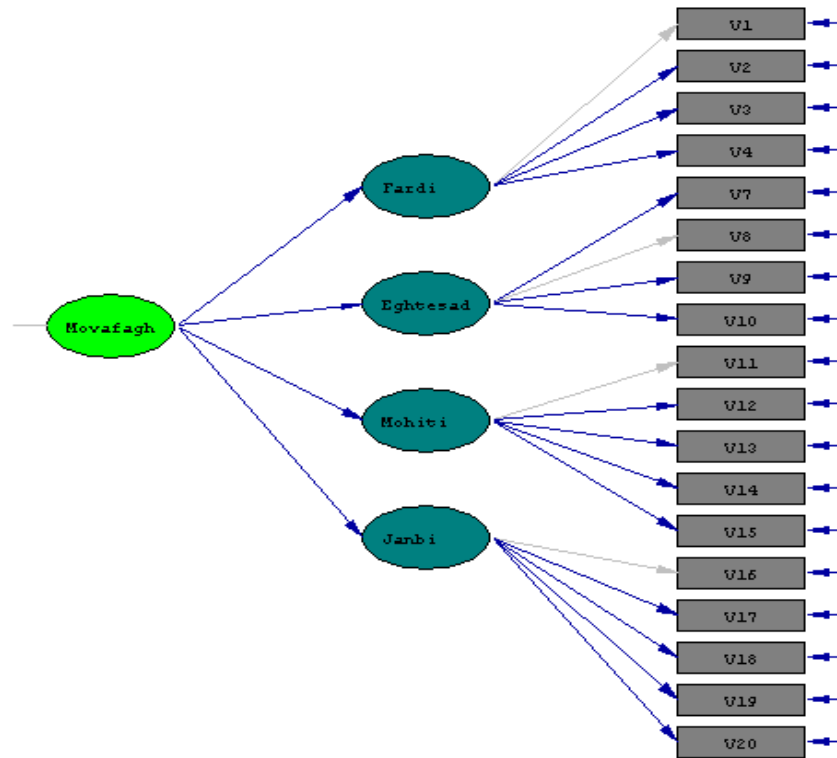 Movafagh
Fardi
Eghtesad
Mohiti
Janbi
V1
V2
V3
V4
V7
V8
V9
V10
V11
V12
V13
V14
V15
V16
V17
V18
V19
V20